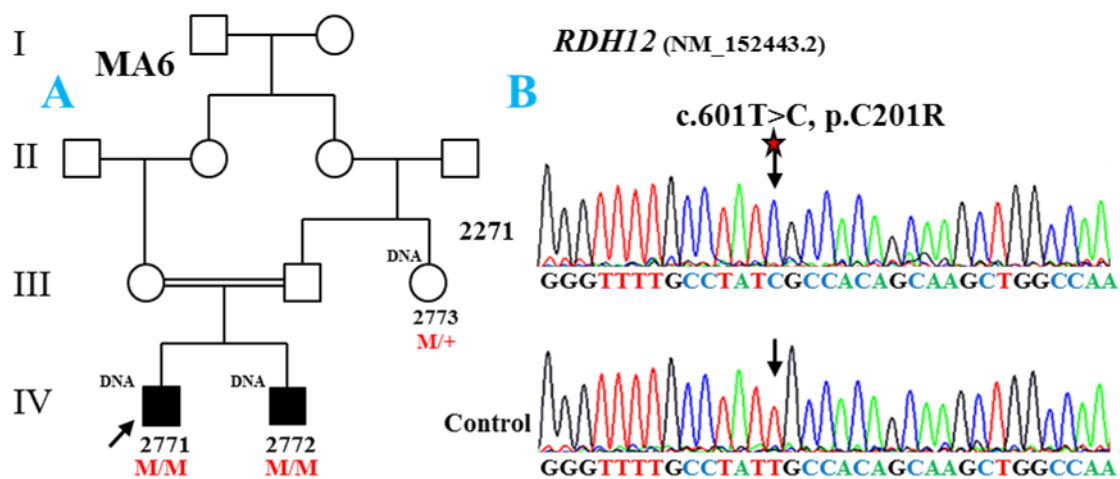 I
MA6
A
II
2271
DNA
III
2773
M/+
DNA
DNA
IV
2771
2772
M/M
M/M
B
RDH12 (NM_152443.2)
c.601T>C, p.C201R
GGGTTTTGCCTATCGCCACAGCAAGCTGGCCAA
Control
GGGTTTTGCCTATTGCCACAGCAAGCTGGCCAA